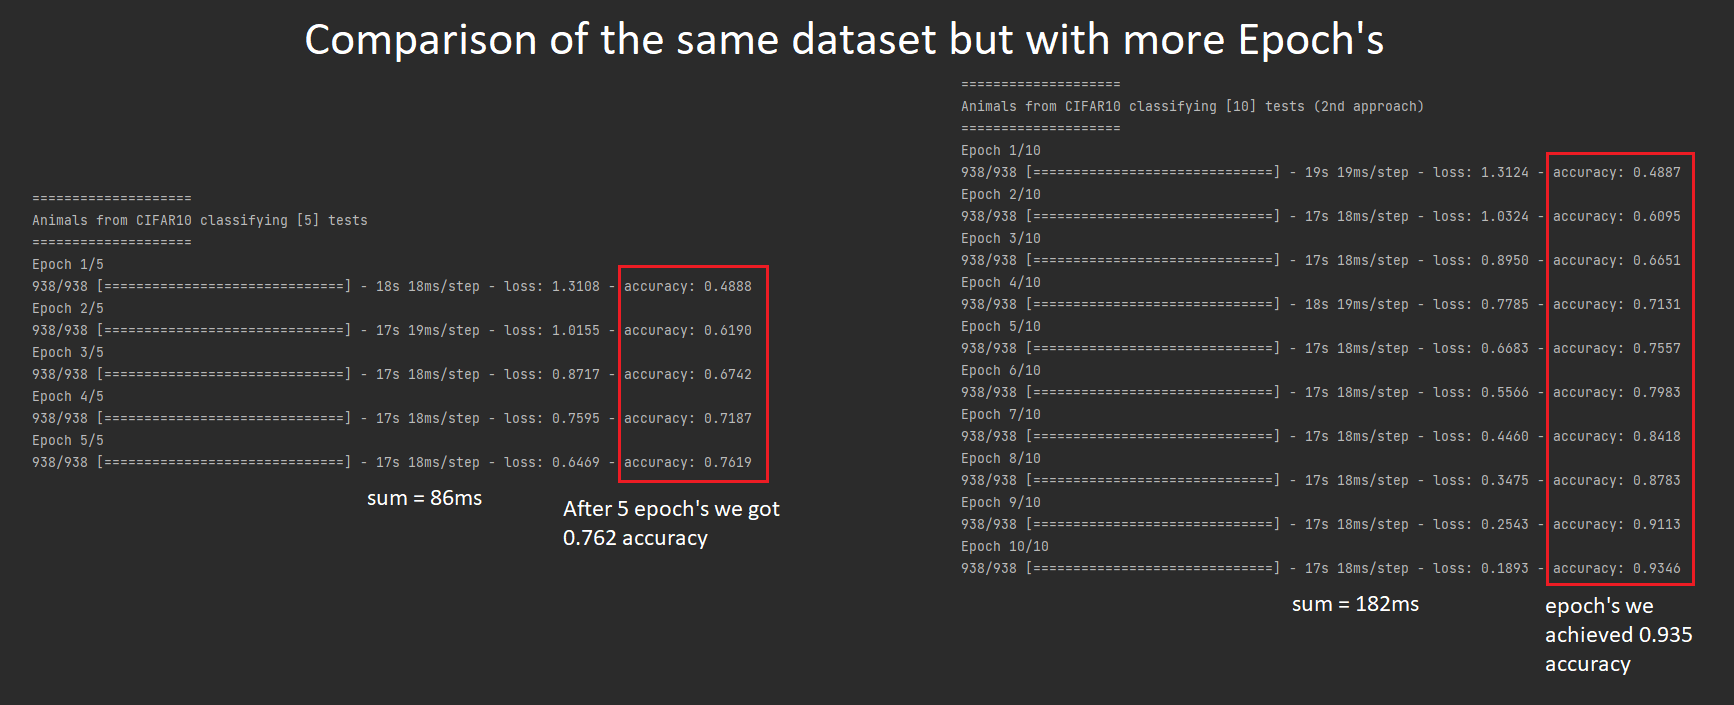 Comparison of the same dataset but with more Epoch's
====================
Animals from CIFAR10 classifying [5] tests
====================
Epoch 1/5
938/938 [==============================] - 18s 18ms/step - loss: 1.3108 - accuracy: 0.4888
Epoch 2/5
938/938 [==============================] - 17s 19ms/step - loss: 1.0155 - accuracy: 0.6190
Epoch 3/5
938/938 [==============================] - 17s 18ms/step - loss: 0.8717 - accuracy: 0.6742
Epoch 4/5
938/938 [==============================] - 17s 18ms/step - loss: 0.7595 - accuracy: 0.7187
Epoch 5/5
938/938 [==============================] - 17s 18ms/step - loss: 0.6469 - accuracy: 0.7619
sum = 86ms
After 5 epoch's we got
0.762 accuracy
====================
Animals from CIFAR10 classifying [10] tests (2nd approach)
====================
Epoch 1/10
938/938 [==============================] - 19s 19ms/step - loss: 1.3124 - accuracy: 0.4887
Epoch 2/10
938/938 [==============================] - 17s 18ms/step - loss: 1.0324 - accuracy: 0.6095
Epoch 3/10
938/938 [==============================] - 17s 18ms/step - loss: 0.8950 - accuracy: 0.6651
Epoch 4/10
938/938 [==============================] - 18s 19ms/step - loss: 0.7785 - accuracy: 0.7131
Epoch 5/10
938/938 [==============================] - 17s 18ms/step - loss: 0.6683 - accuracy: 0.7557
Epoch 6/10
938/938 [==============================] - 17s 18ms/step - loss: 0.5566 - accuracy: 0.7983
Epoch 7/10
938/938 [==============================] - 17s 18ms/step - loss: 0.4460 - accuracy: 0.8418
Epoch 8/10
938/938 [==============================] - 17s 18ms/step - loss: 0.3475 - accuracy: 0.8783
Epoch 9/10
938/938 [==============================] - 17s 18ms/step - loss: 0.2543 - accuracy: 0.9113
Epoch 10/10
938/938 [==============================] - 17s 18ms/step - loss: 0.1893 - accuracy: 0.9346
sum = 182ms
epoch's we
achieved 0.935
accuracy